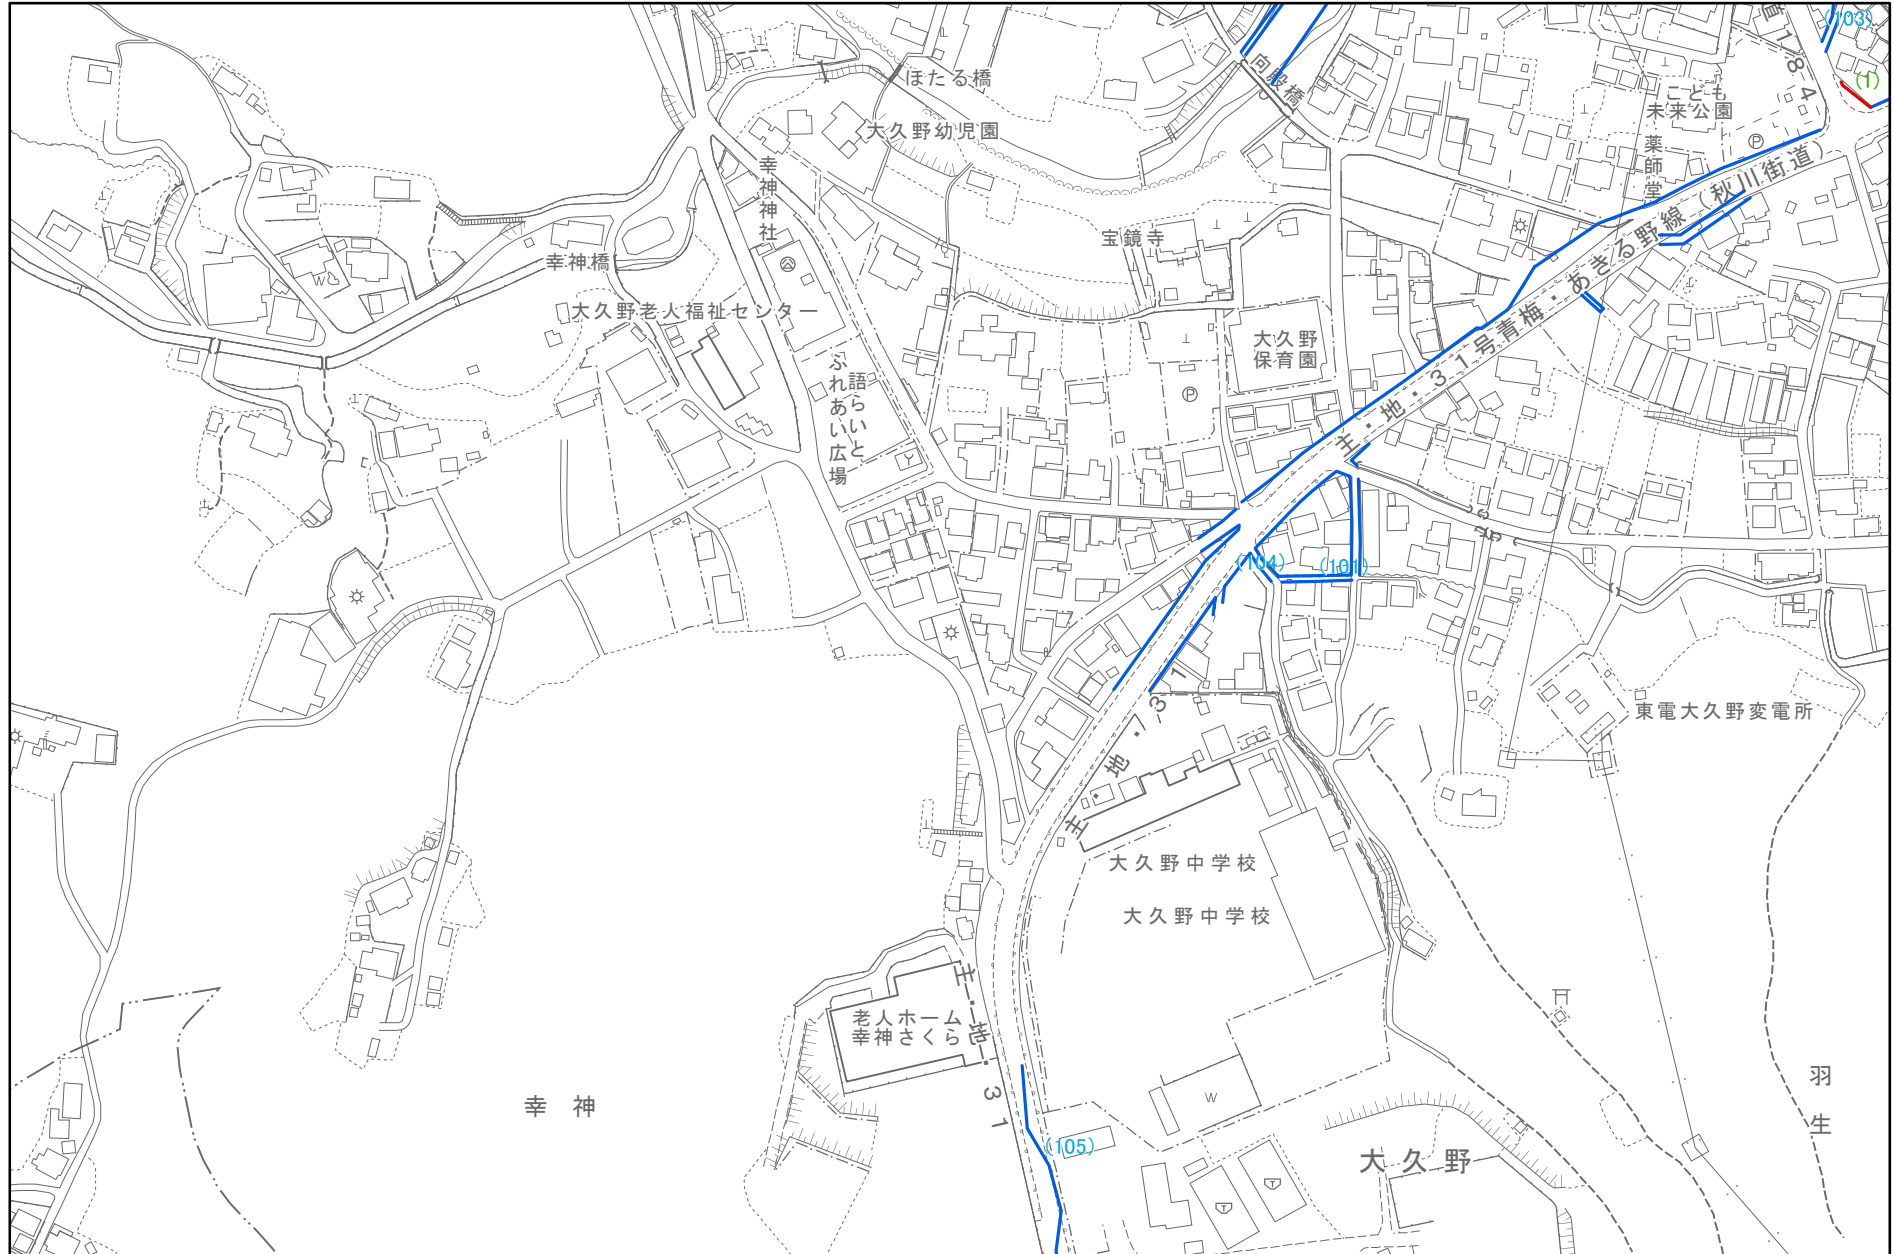 (103)
道184
(1)
ほたる橋
向殿橋
こども
未来公園
大久野幼児園
薬師堂
幸神神社
宝鏡寺
幸神橋
W
大久野老人福祉センター
主・地・31号青梅・あきる野線（秋川街道）
大久野
保育園
語らいと
ふれあい広場
P
P
(104)
(101)
主・地・31
東電大久野変電所
大久野中学校
大久野中学校
主・地・31
老人ホーム
幸神さくら
幸神
羽生
W
(105)
大久野
T
T